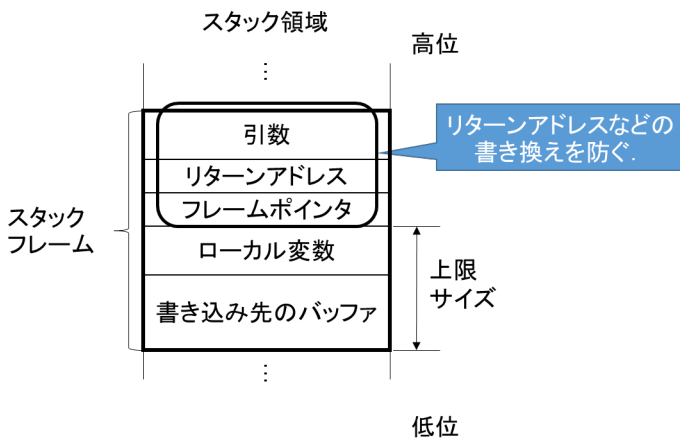 スタック領域
高位
⋮
引数
リターンアドレスなどの
書き換えを防ぐ.
リターンアドレス
フレームポインタ
スタック
フレーム
ローカル変数
上限
サイズ
書き込み先のバッファ
⋮
低位